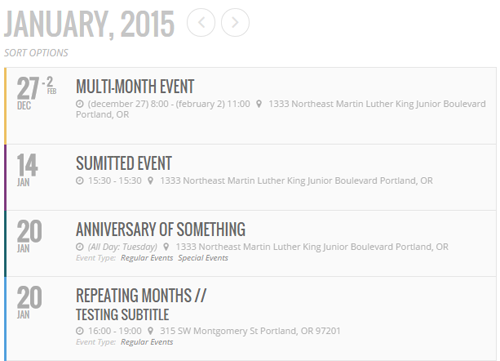 JANUARY, 2015
SORT OPTIONS
27 - 2
DEC FEB
MULTI-MONTH EVENT
(december 27) 8:00 - (february 2) 11:00 1333 Northeast Martin Luther King Junior Boulevard
Portland, OR
14
JAN
SUMITTED EVENT
15:30 - 15:30 1333 Northeast Martin Luther King Junior Boulevard Portland, OR
20
JAN
ANNIVERSARY OF SOMETHING
(All Day: Tuesday) 1333 Northeast Martin Luther King Junior Boulevard Portland, OR
Event Type: Regular Events Special Events
20
JAN
REPEATING MONTHS //
TESTING SUBTITLE
16:00 - 19:00 315 SW Montgomery St Portland, OR 97201
Event Type: Regular Events